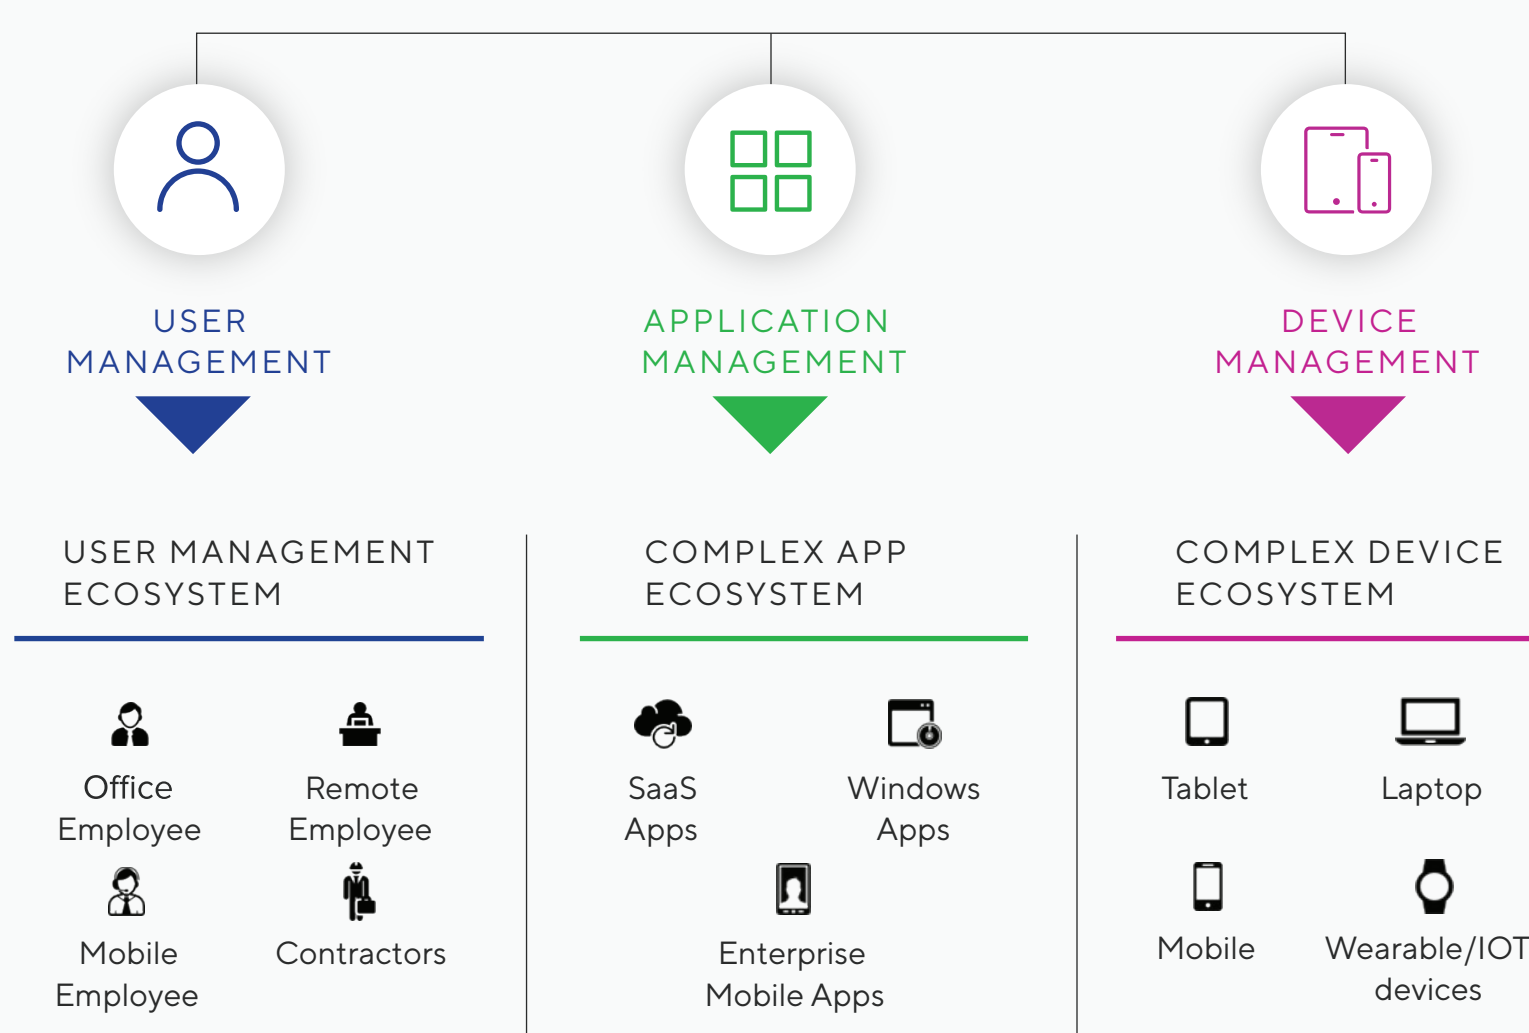 USER
MANAGEMENT
APPLICATION
MANAGEMENT
DEVICE
MANAGEMENT
USER MANAGEMENT
ECOSYSTEM
COMPLEX APP
ECOSYSTEM
COMPLEX DEVICE
ECOSYSTEM
Office
Employee
Remote
Employee
Mobile
Employee
Contractors
SaaS
Apps
Windows
Apps
Enterprise
Mobile Apps
Tablet
Laptop
Mobile
Wearable/IOT
devices